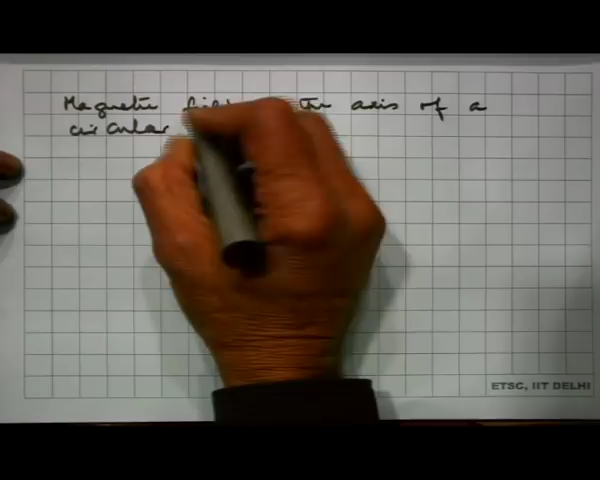 Magnetic the axis of a
circular
ETSC, IIT DELHI